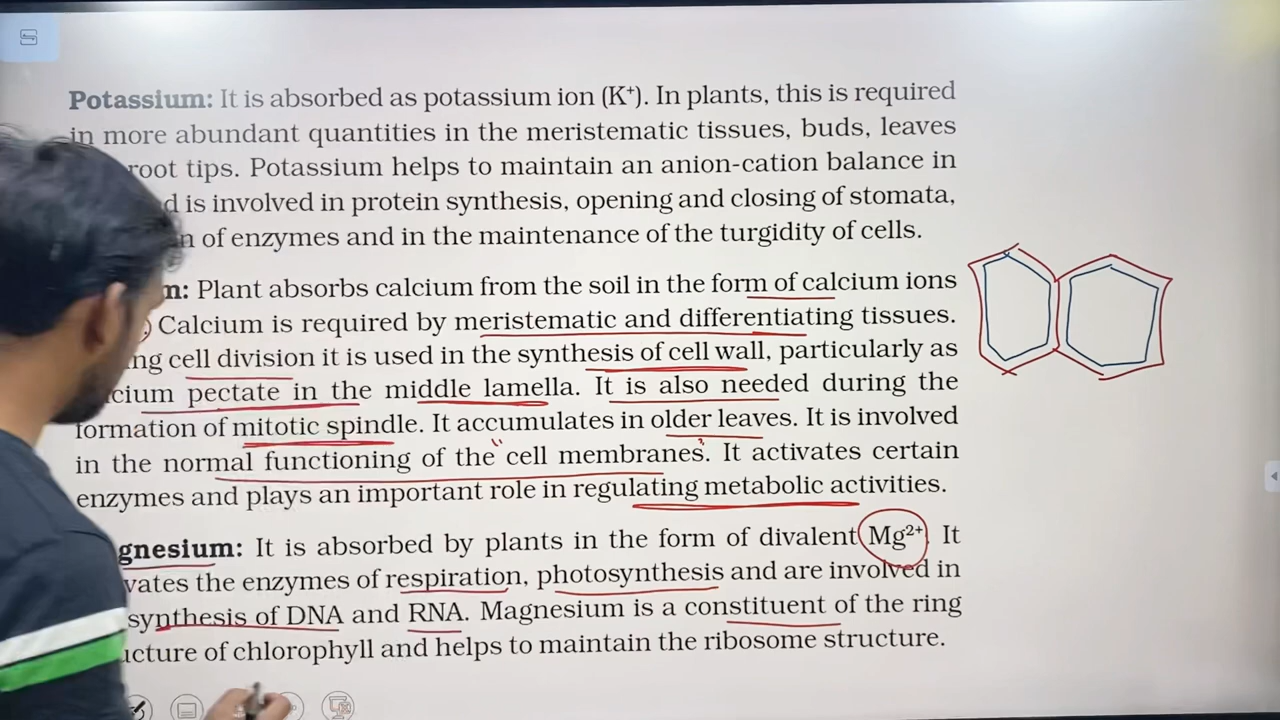 Potassium: It is absorbed as potassium ion (K⁺). In plants, this is required
in more abundant quantities in the meristematic tissues, buds, leaves
root tips. Potassium helps to maintain an anion-cation balance in
is involved in protein synthesis, opening and closing of stomata,
of enzymes and in the maintenance of the turgidity of cells.
Plant absorbs calcium from the soil in the form of calcium ions
Calcium is required by meristematic and differentiating tissues.
cell division it is used in the synthesis of cell wall, particularly as
pectate in the middle lamella. It is also needed during the
formation of mitotic spindle. It accumulates in older leaves. It is involved
in the normal functioning of the cell membranes. It activates certain
enzymes and plays an important role in regulating metabolic activities.
gnesium: It is absorbed by plants in the form of divalent Mg²⁺. It
vates the enzymes of respiration, photosynthesis and are involved in
synthesis of DNA and RNA. Magnesium is a constituent of the ring
ucture of chlorophyll and helps to maintain the ribosome structure.